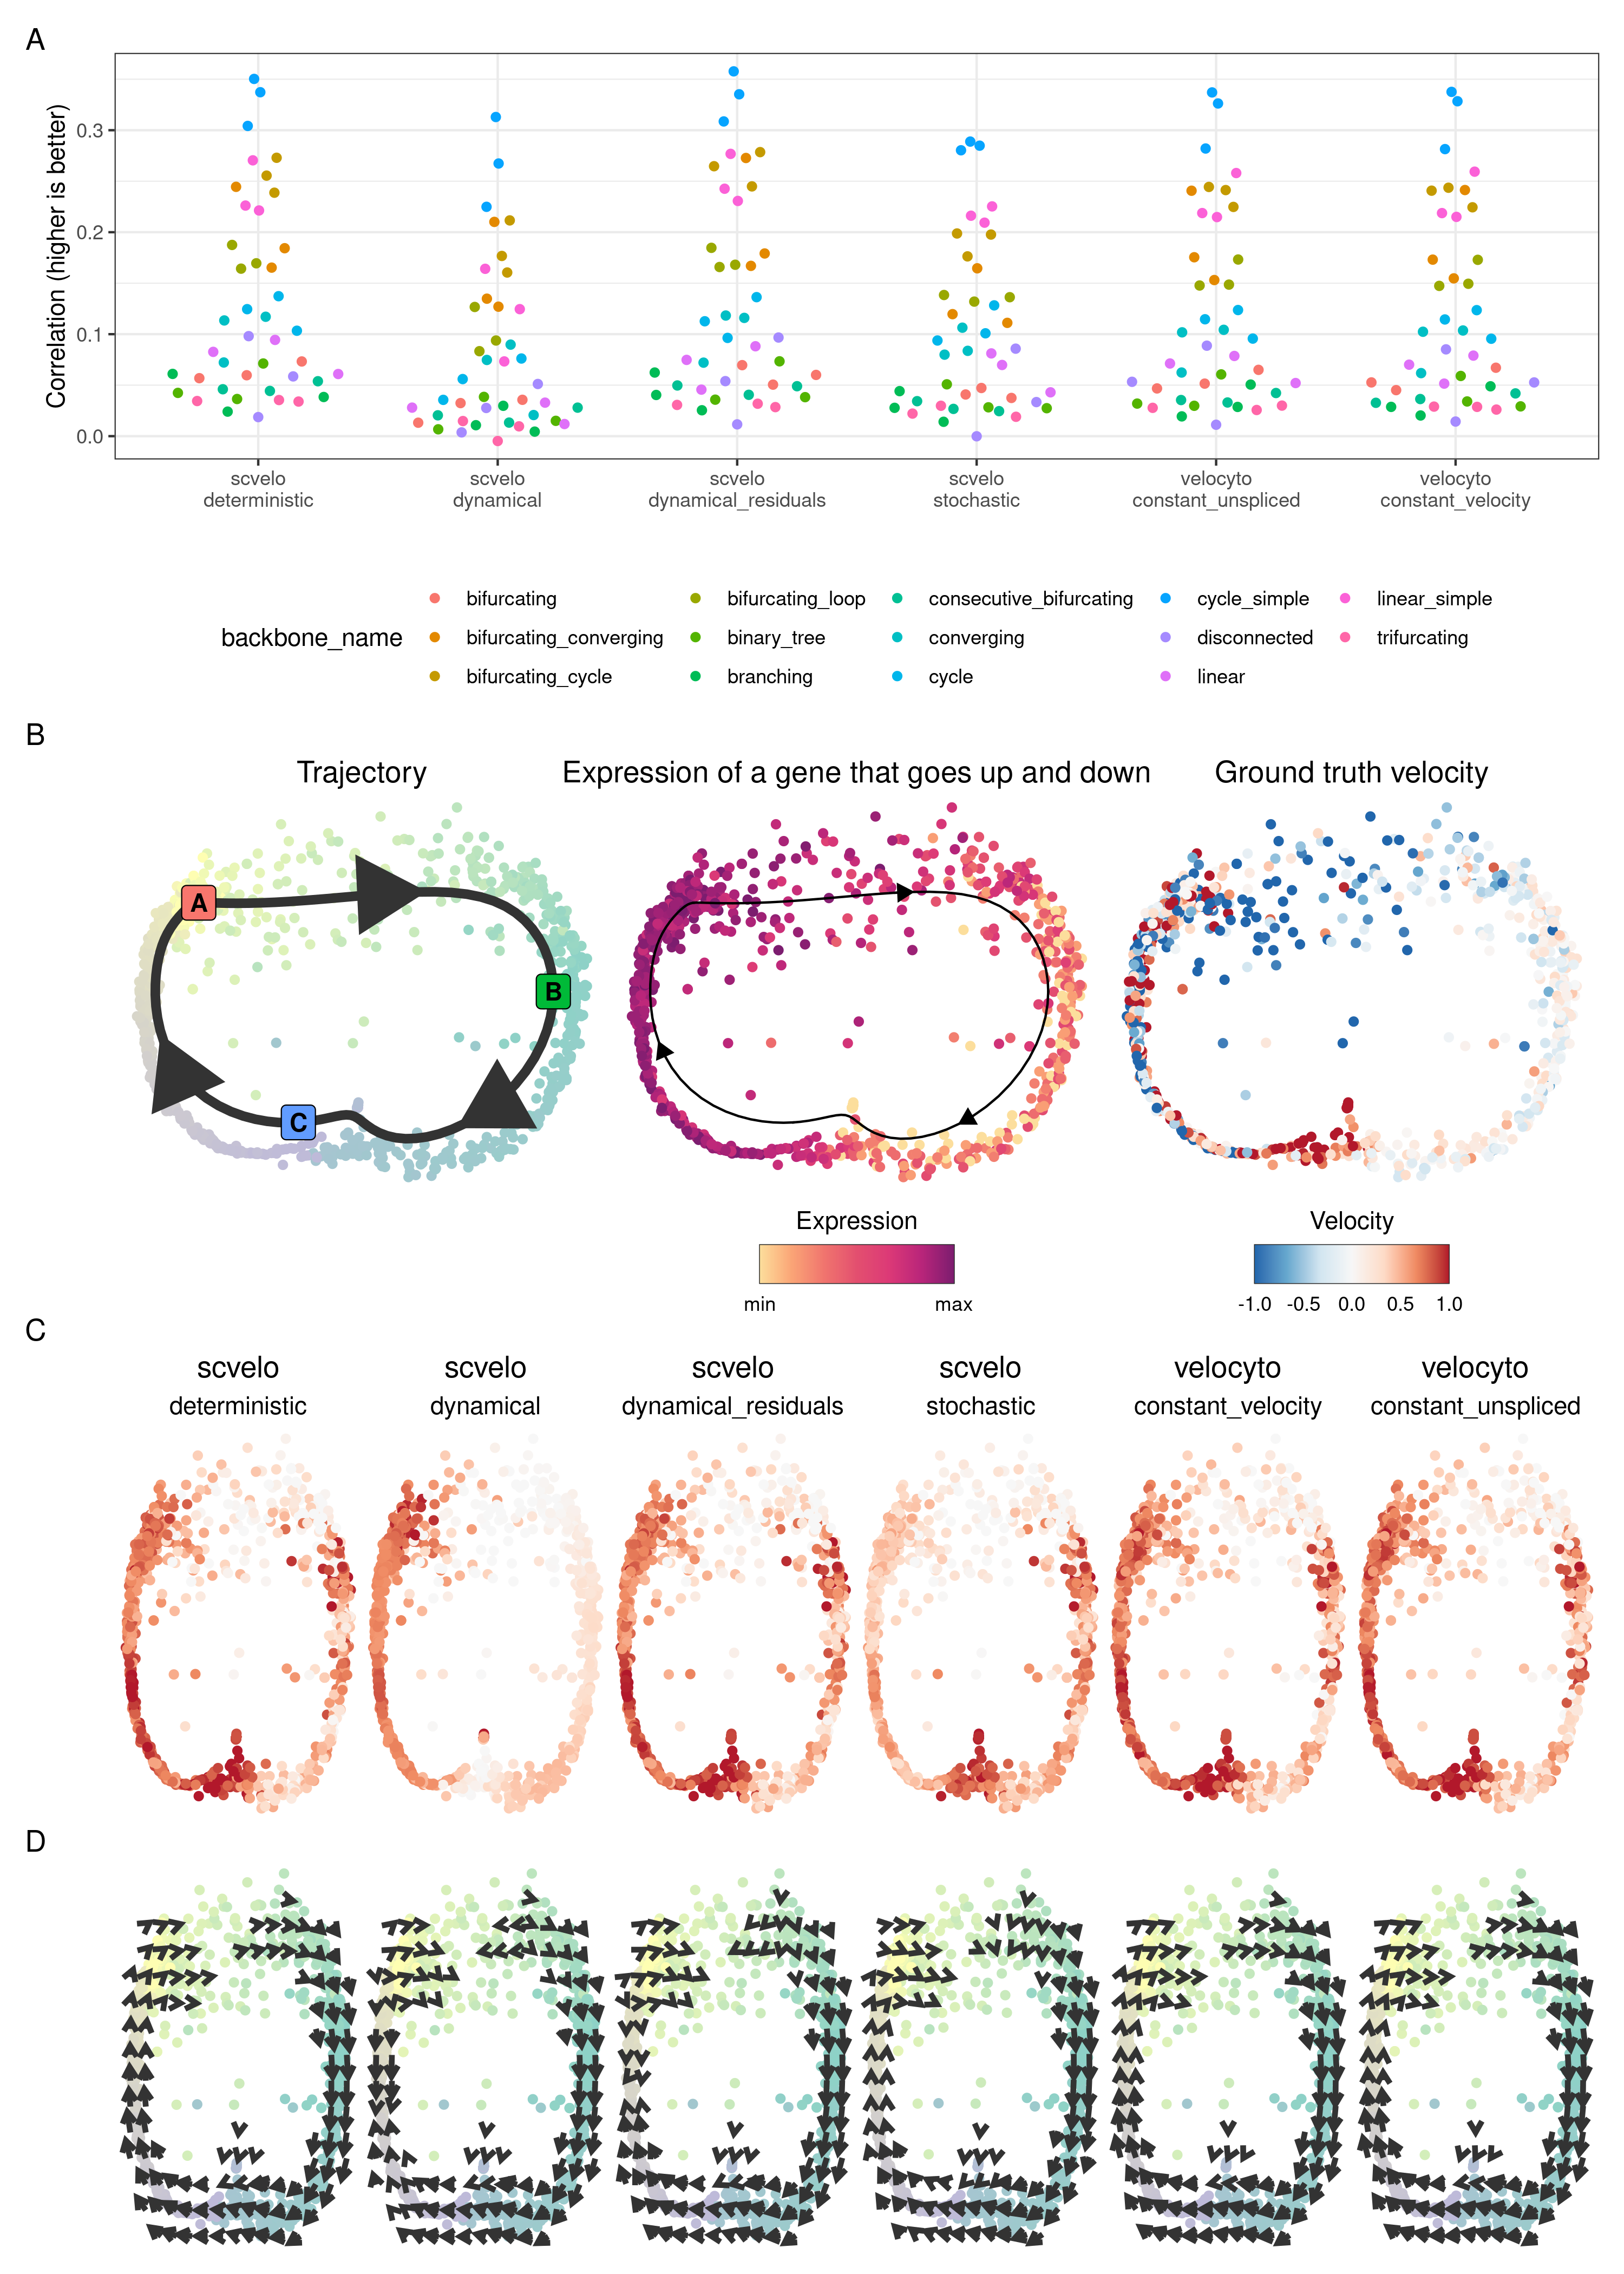 A
Correlation (higher is better)
0.3
0.2
0.1
0.0
scvelo
deterministic
scvelo
dynamical
scvelo
dynamical_residuals
scvelo
stochastic
velocyto
constant_unspliced
velocyto
constant_velocity
backbone_name
bifurcating
bifurcating_converging
bifurcating_cycle
bifurcating_loop
binary_tree
branching
consecutive_bifurcating
converging
cycle
cycle_simple
disconnected
linear
linear_simple
trifurcating
B
Trajectory
A
B
C
Expression of a gene that goes up and down
Expression
min max
Ground truth velocity
Velocity
-1.0 -0.5 0.0 0.5 1.0
C
scvelo
deterministic
scvelo
dynamical
scvelo
dynamical_residuals
scvelo
stochastic
velocyto
constant_velocity
velocyto
constant_unspliced
D